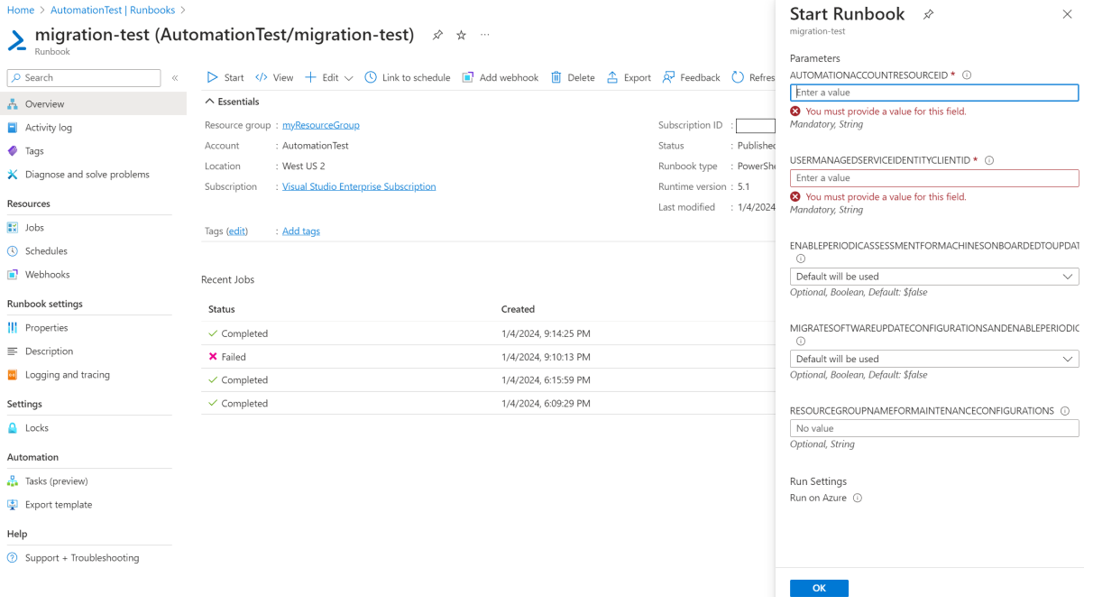 Home > AutomationTest | Runbooks >
migration-test (AutomationTest/migration-test)
Runbook
Search
Start View Edit Link to schedule Add webhook Delete Export Feedback Refres
Overview
Activity log
Tags
Diagnose and solve problems
Resources
Jobs
Schedules
Webhooks
Runbook settings
Properties
Description
Logging and tracing
Settings
Locks
Automation
Tasks (preview)
Export template
Help
Support + Troubleshooting
Essentials
Resource group : myResourceGroup
Account : AutomationTest
Location : West US 2
Subscription : Visual Studio Enterprise Subscription
Subscription ID :
Status : Published
Runbook type : PowerShe
Runtime version : 5.1
Last modified : 1/4/2024
Tags (edit) : Add tags
Recent Jobs
Status Created
Completed 1/4/2024, 9:14:25 PM
Failed 1/4/2024, 9:10:13 PM
Completed 1/4/2024, 6:15:59 PM
Completed 1/4/2024, 6:09:29 PM
Start Runbook
migration-test
Parameters
AUTOMATIONACCOUNTRESOURCEID *
Enter a value
You must provide a value for this field.
Mandatory, String
USERMANAGEDSERVICEIDENTITYCLIENTID *
Enter a value
You must provide a value for this field.
Mandatory, String
ENABLEPERIODICASSESSMENTFORMACHINESONBOARDEDTOUPDAT
Default will be used
Optional, Boolean, Default: $false
MIGRATESOFTWAREUPDATECONFIGURATIONSANDENABLEPERIODIC
Default will be used
Optional, Boolean, Default: $false
RESOURCEGROUPNAMEFORMAINTENANCECONFIGURATIONS
No value
Optional, String
Run Settings
Run on Azure
OK